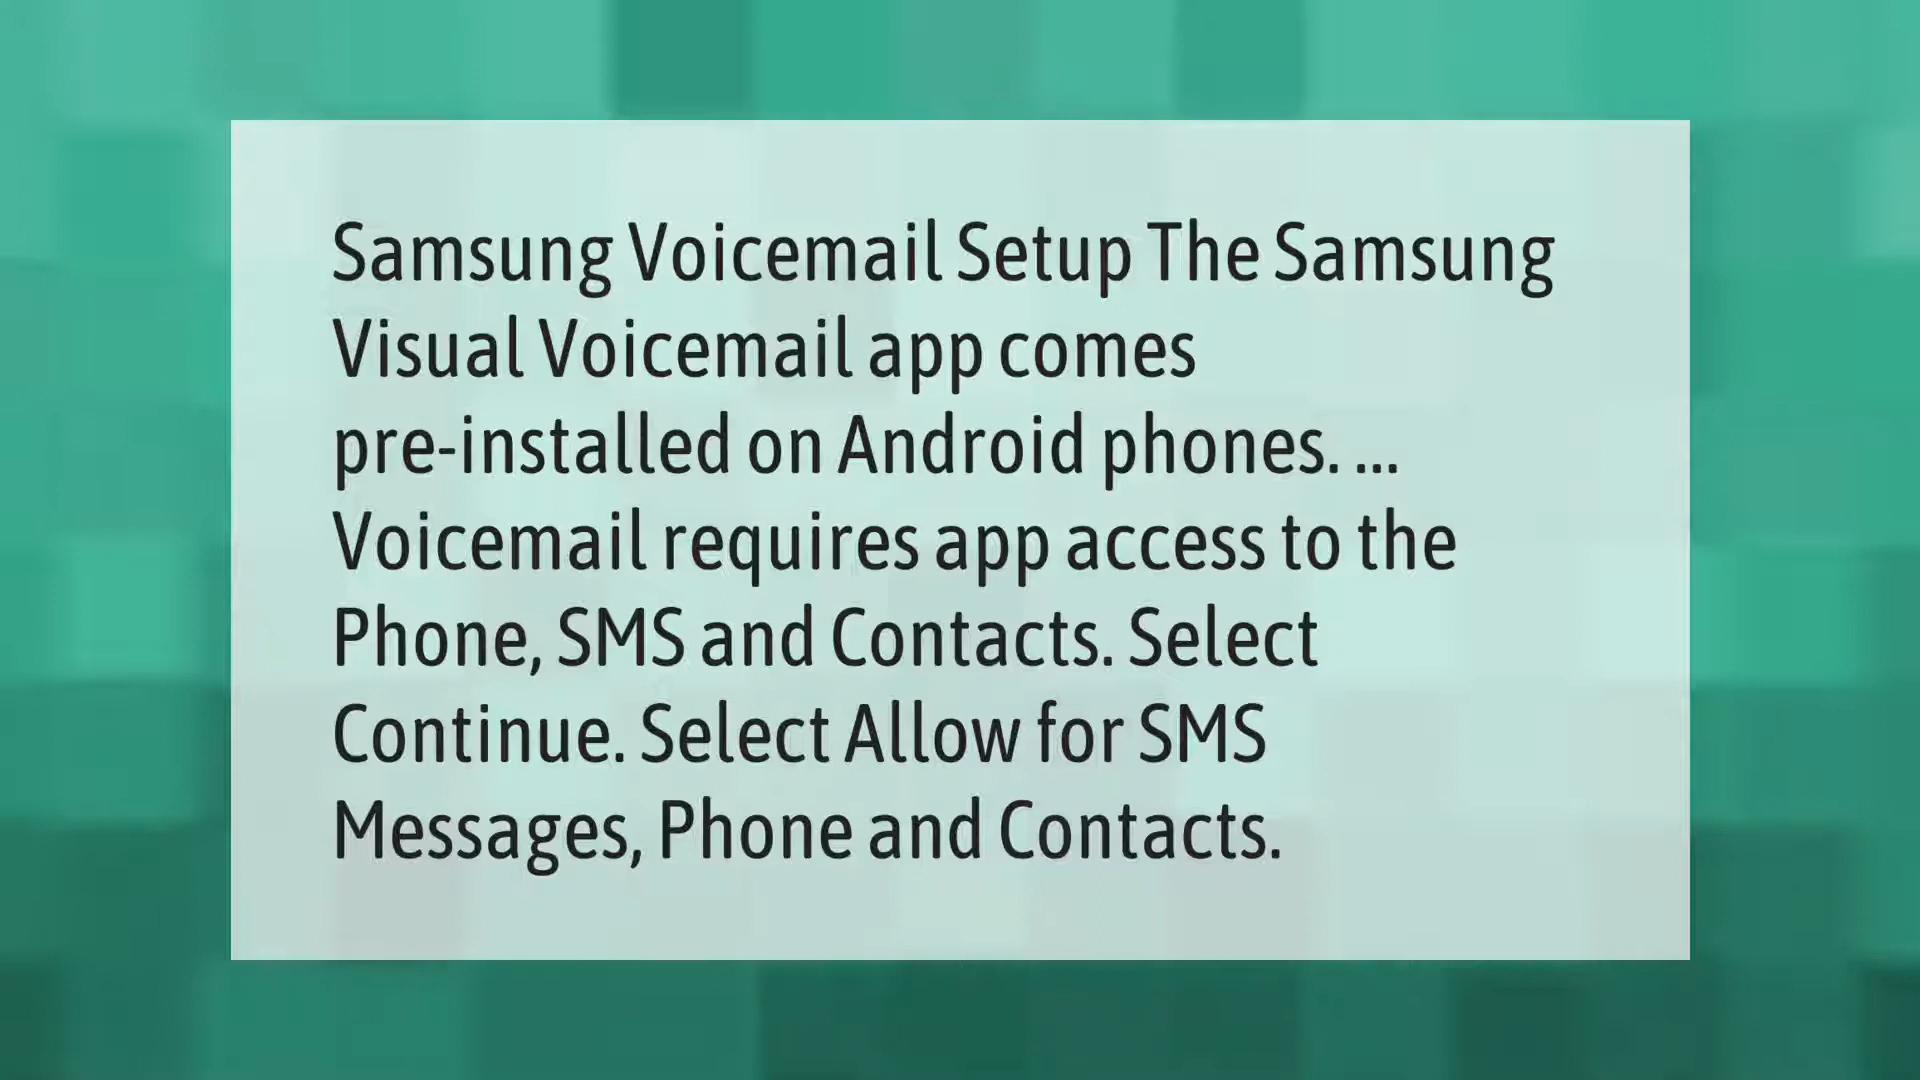 Samsung Voicemail Setup The Samsung
Visual Voicemail app comes
pre-installed on Android phones. ...
Voicemail requires app access to the
Phone, SMS and Contacts. Select
Continue. Select Allow for SMS
Messages, Phone and Contacts.